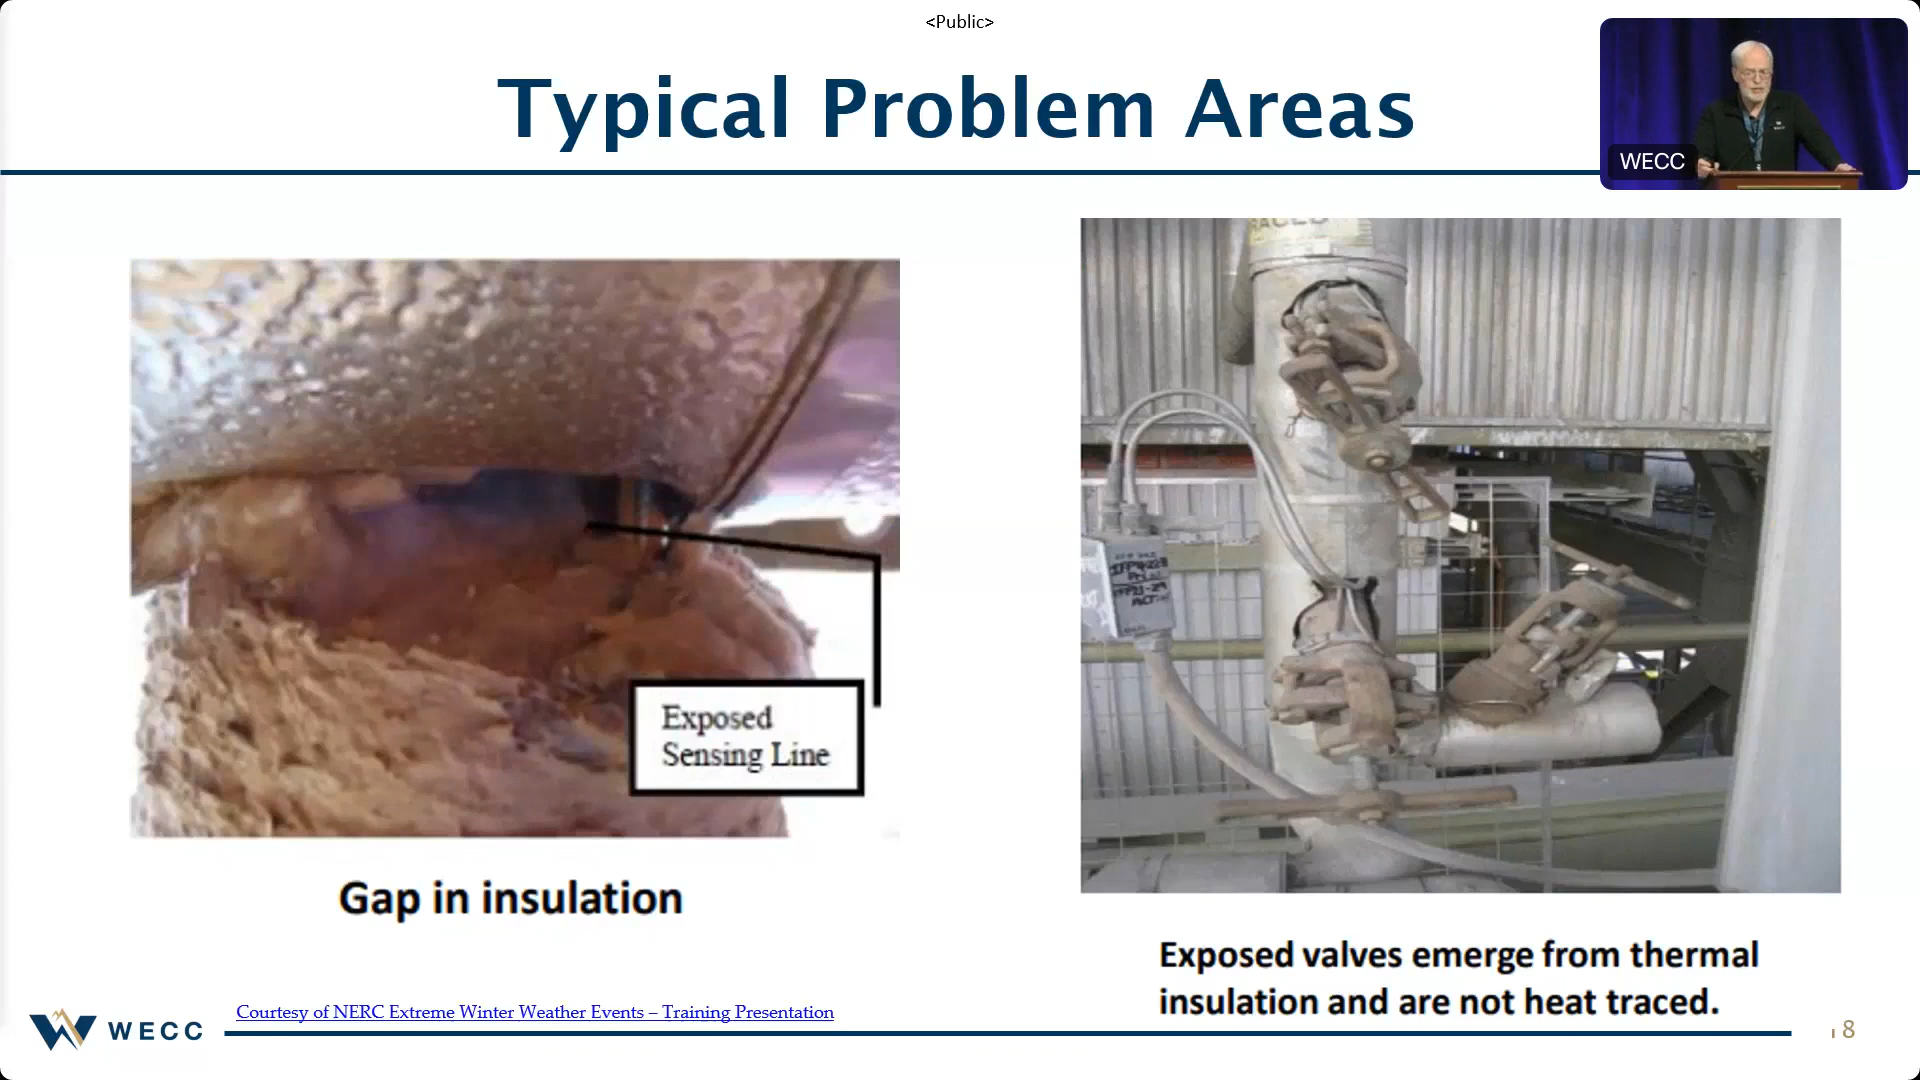 <Public>
Typical Problem Areas
WECC
Exposed
Sensing Line
Gap in insulation
Exposed valves emerge from thermal
insulation and are not heat traced.
Courtesy of NERC Extreme Winter Weather Events – Training Presentation
WECC
18